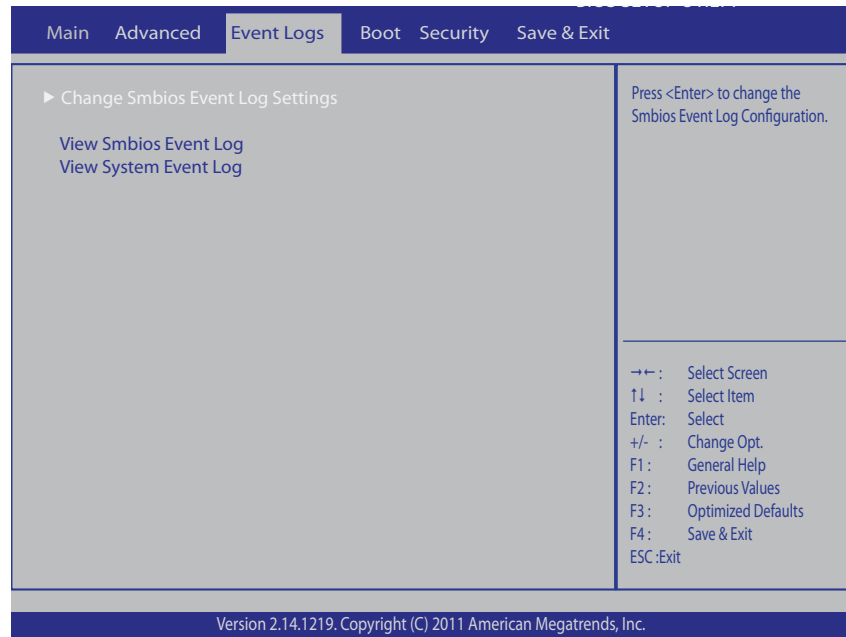 Main Advanced Event Logs Boot Security Save & Exit
► Change Smbios Event Log Settings
View Smbios Event Log
View System Event Log
Press <Enter> to change the
Smbios Event Log Configuration.
→← : Select Screen
↑↓ : Select Item
Enter: Select
+/- : Change Opt.
F1 : General Help
F2 : Previous Values
F3 : Optimized Defaults
F4 : Save & Exit
ESC :Exit
Version 2.14.1219. Copyright (C) 2011 American Megatrends, Inc.